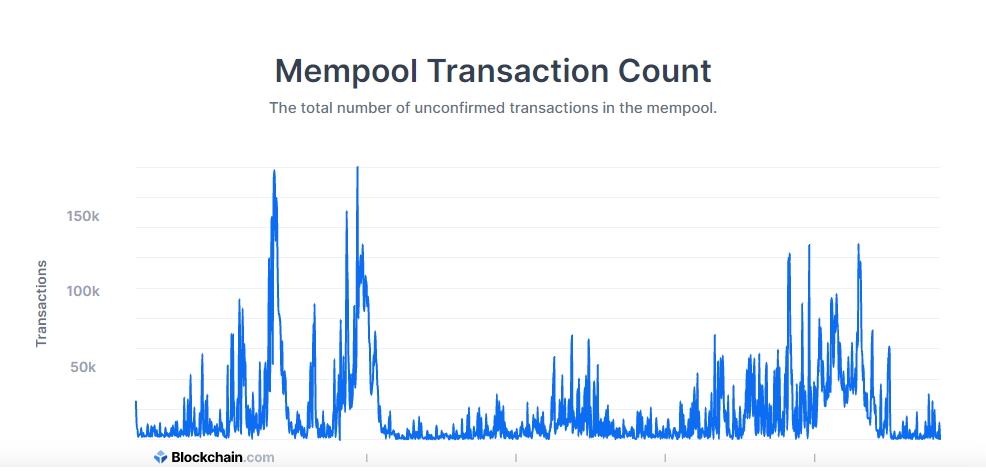 Mempool Transaction Count
The total number of unconfirmed transactions in the mempool.
150k
100k
50k
Transactions
Blockchain.com